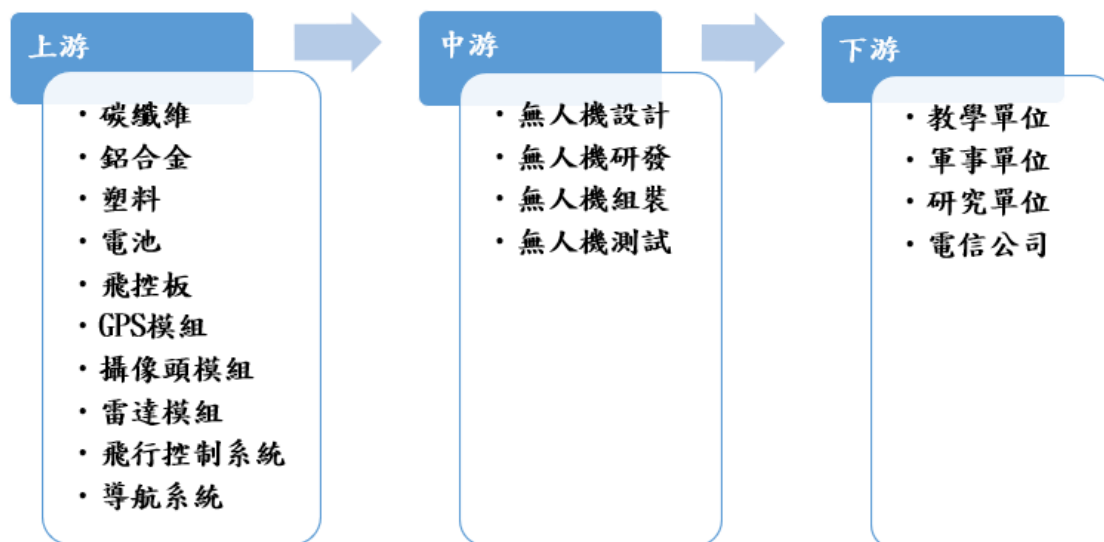 上游
・碳纖維
・鋁合金
・塑料
・電池
・飛控板
・GPS模組
・攝像頭模組
・雷達模組
・飛行控制系統
・導航系統
中游
・無人機設計
・無人機研發
・無人機組裝
・無人機測試
下游
・教學單位
・軍事單位
・研究單位
・電信公司